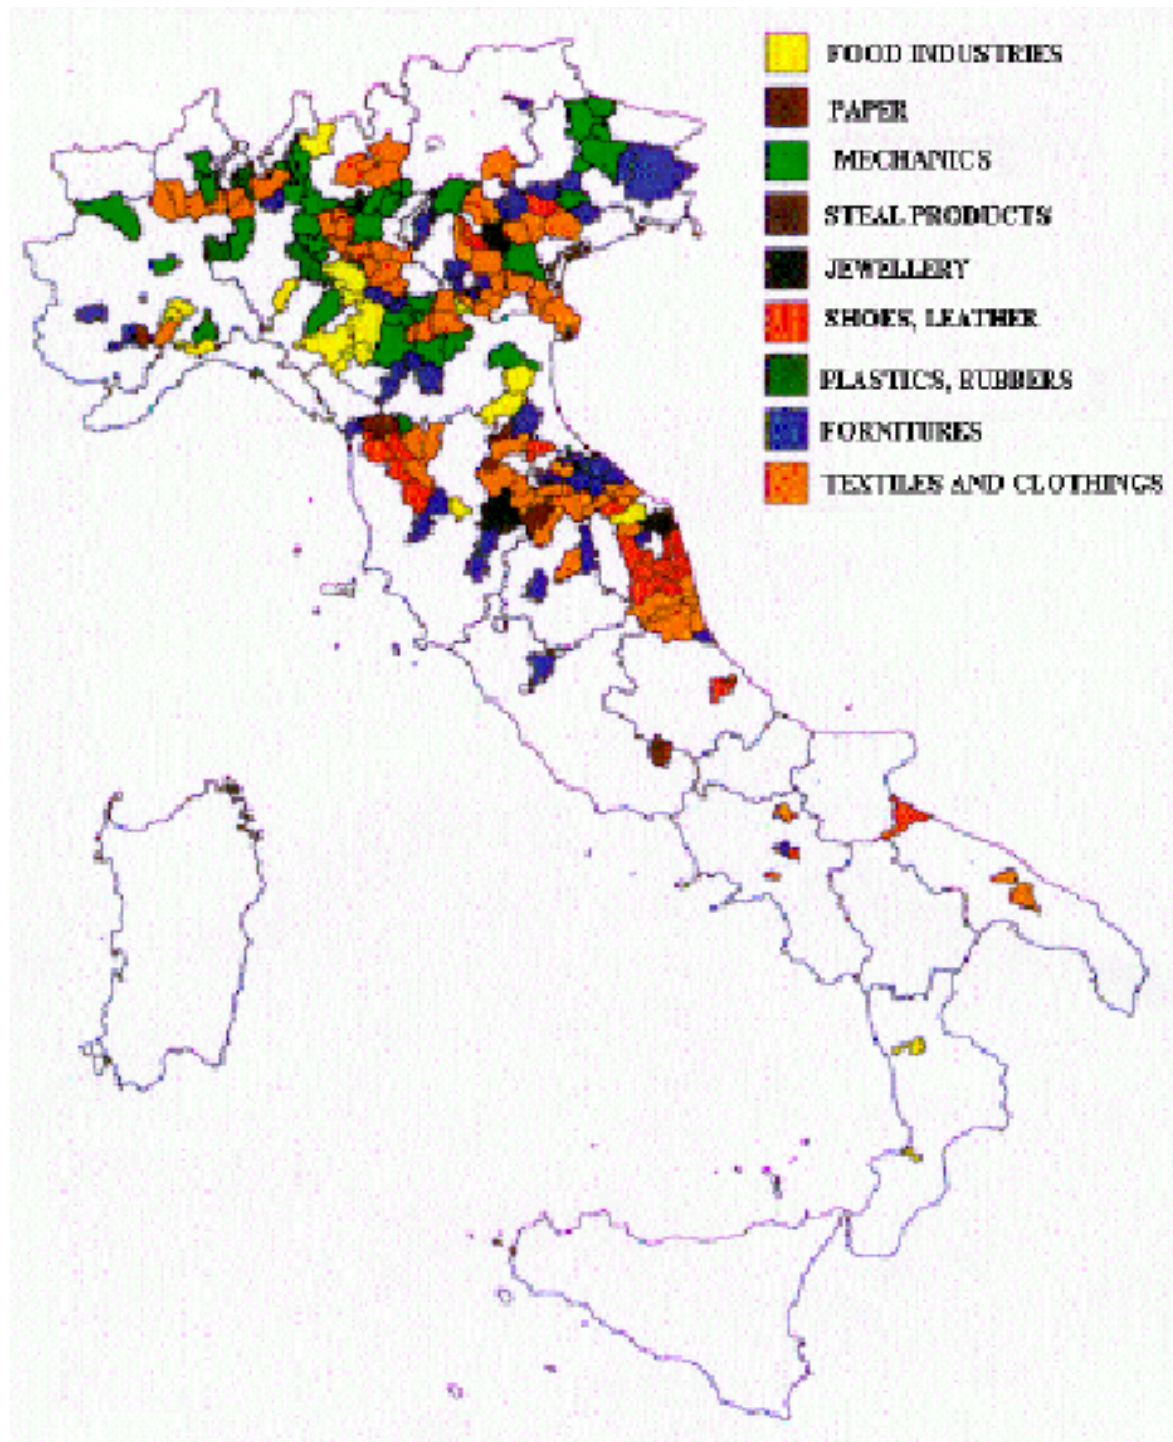 FOOD INDUSTRIES
PAPER
MECHANICS
STEAL PRODUCTS
JEWELLERY
SHOES, LEATHER
PLASTICS, RUBBERS
FORNITURES
TEXTILES AND CLOTHINGS